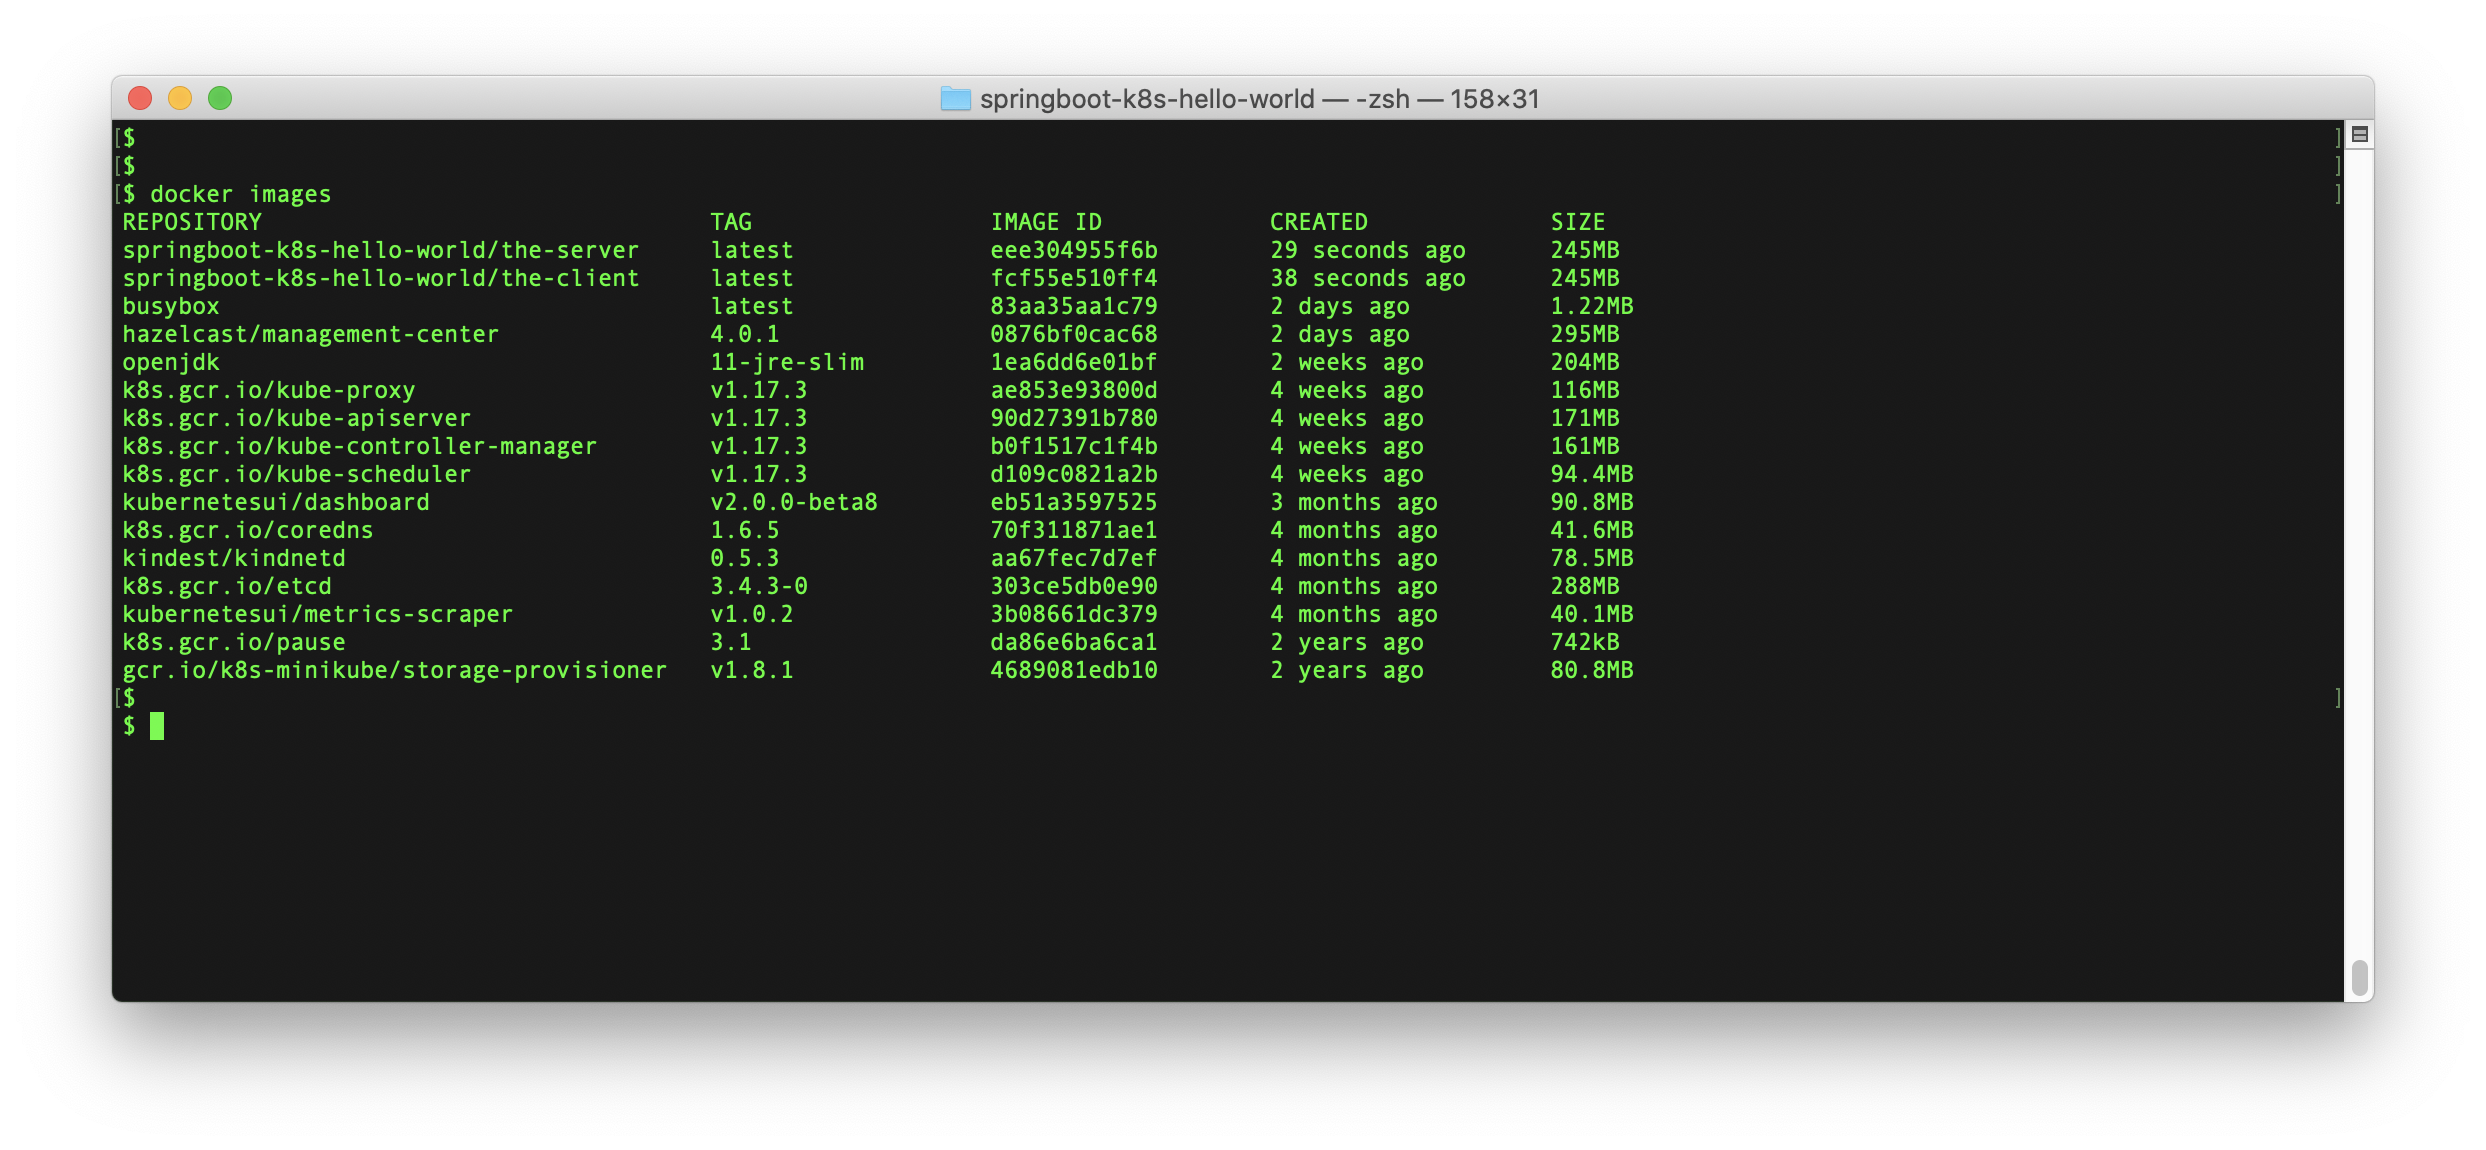 springboot-k8s-hello-world — -zsh — 158×31
[$ ]
[$ ]
[$ docker images ]
REPOSITORY TAG IMAGE ID CREATED SIZE
springboot-k8s-hello-world/the-server latest eee304955f6b 29 seconds ago 245MB
springboot-k8s-hello-world/the-client latest fcf55e510ff4 38 seconds ago 245MB
busybox latest 83aa35aa1c79 2 days ago 1.22MB
hazelcast/management-center 4.0.1 0876bf0cac68 2 days ago 295MB
openjdk 11-jre-slim 1ea6dd6e01bf 2 weeks ago 204MB
k8s.gcr.io/kube-proxy v1.17.3 ae853e93800d 4 weeks ago 116MB
k8s.gcr.io/kube-apiserver v1.17.3 90d27391b780 4 weeks ago 171MB
k8s.gcr.io/kube-controller-manager v1.17.3 b0f1517c1f4b 4 weeks ago 161MB
k8s.gcr.io/kube-scheduler v1.17.3 d109c0821a2b 4 weeks ago 94.4MB
kubernetesui/dashboard v2.0.0-beta8 eb51a3597525 3 months ago 90.8MB
k8s.gcr.io/coredns 1.6.5 70f311871ae1 4 months ago 41.6MB
kindest/kindnetd 0.5.3 aa67fec7d7ef 4 months ago 78.5MB
k8s.gcr.io/etcd 3.4.3-0 303ce5db0e90 4 months ago 288MB
kubernetesui/metrics-scraper v1.0.2 3b08661dc379 4 months ago 40.1MB
k8s.gcr.io/pause 3.1 da86e6ba6ca1 2 years ago 742kB
gcr.io/k8s-minikube/storage-provisioner v1.8.1 4689081edb10 2 years ago 80.8MB
[$ ]
$